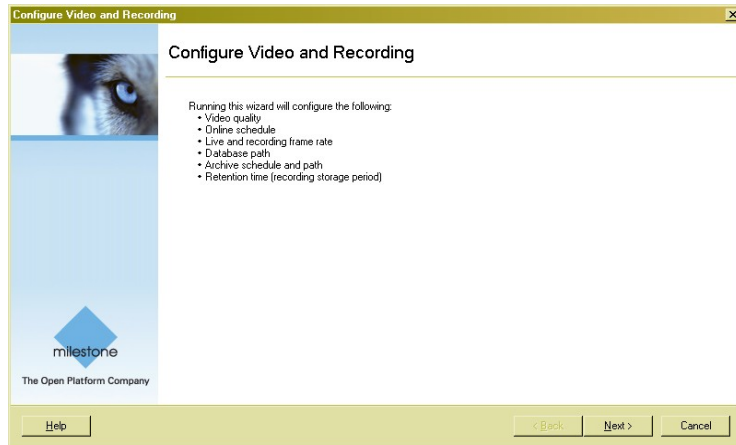 Configure Video and Recording
Configure Video and Recording
Running this wizard will configure the following:
• Video quality
• Online schedule
• Live and recording frame rate
• Database path
• Archive schedule and path
• Retention time (recording storage period)
milestone
The Open Platform Company
Help
< Back
Next >
Cancel